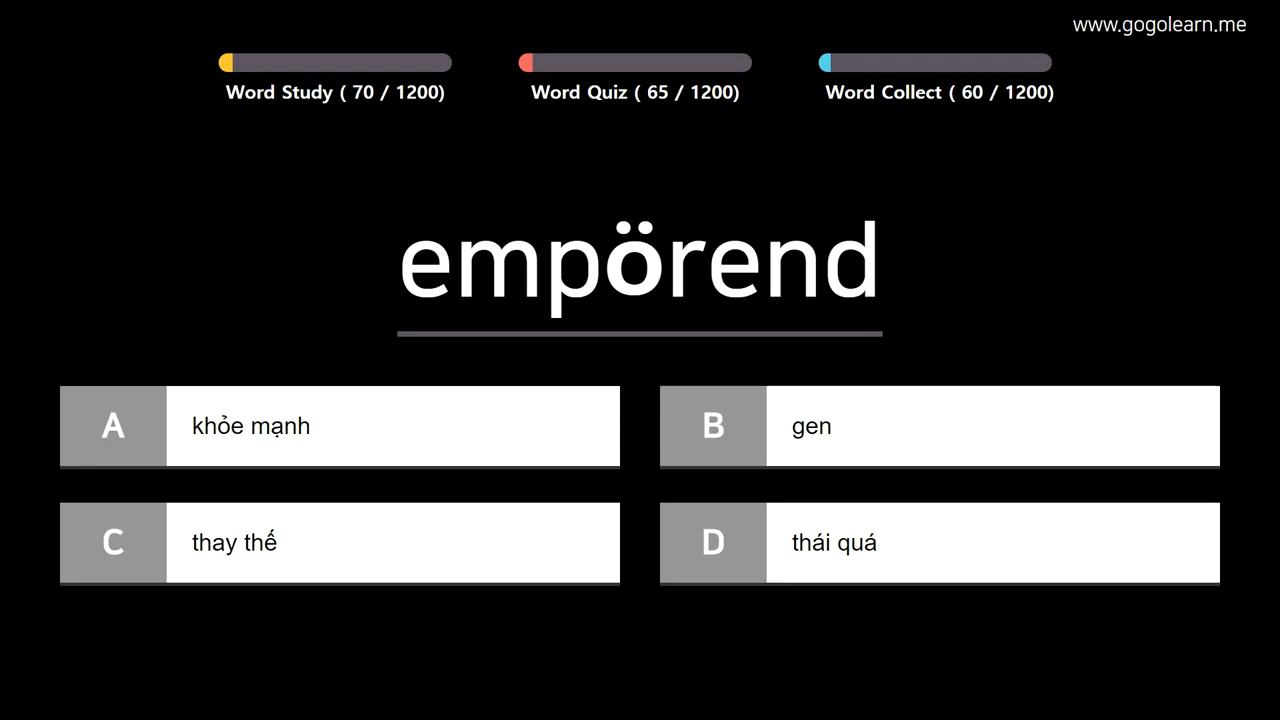 www.gogolearn.me
Word Study ( 70 / 1200)
Word Quiz ( 65 / 1200)
Word Collect ( 60 / 1200)
empörend
A khỏe mạnh
B gen
C thay thế
D thái quá